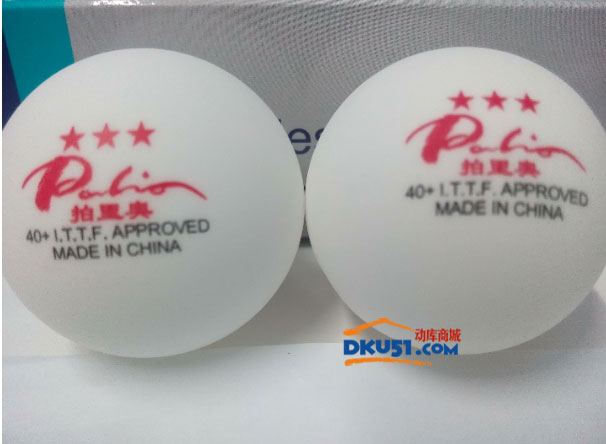 ★★★
Palio
拍里奥
40+ I.T.T.F. APPROVED
MADE IN CHINA
★★★
Palio
拍里奥
40+ I.T.T.F. APPROVED
MADE IN CHINA
动库商城
DKU51.COM